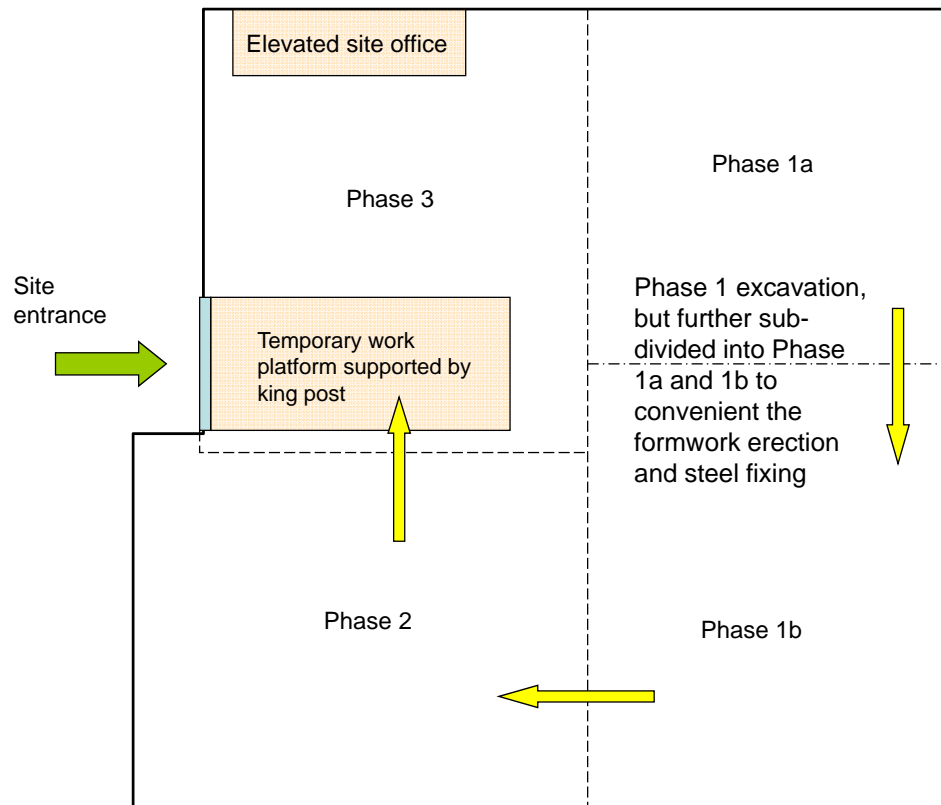 Elevated site office
Phase 1a
Phase 3
Site
entrance
Temporary work
platform supported by
king post
Phase 1 excavation,
but further sub-
divided into Phase
1a and 1b to
convenient the
formwork erection
and steel fixing
Phase 2
Phase 1b